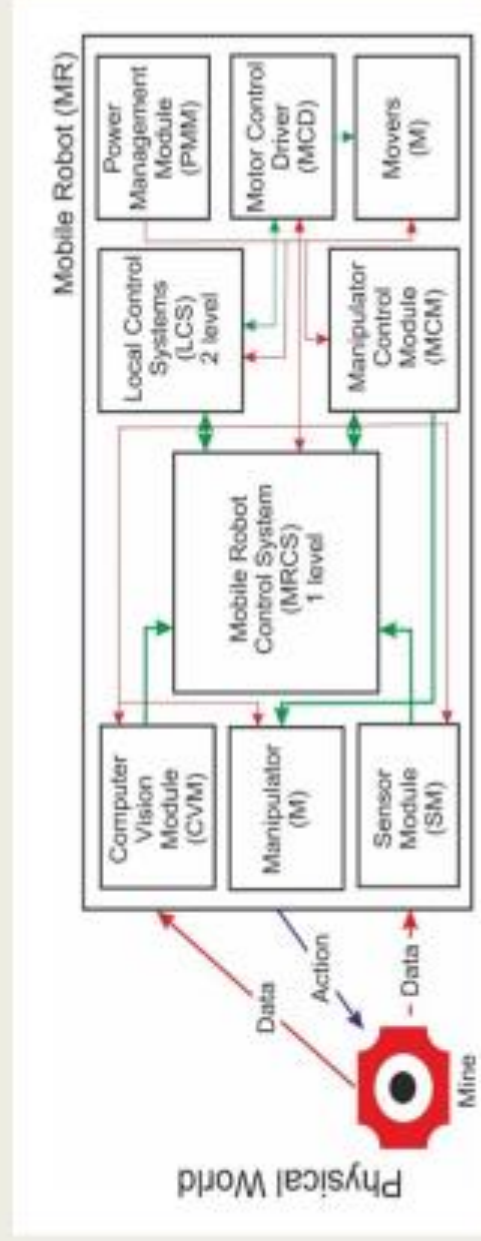 Mobile Robot (MR)
Computer
Vision
Module
(CVM)
Local Control
Systems
(LCS)
2 level
Power
Management
Module
(PMM)
Manipulator
(M)
Mobile Robot
Control System
(MRCS)
1 level
Motor Control
Driver
(MCD)
Sensor
Module
(SM)
Manipulator
Control
Module
(MCM)
Movers
(M)
Data
Action
Data
Mine
Physical World